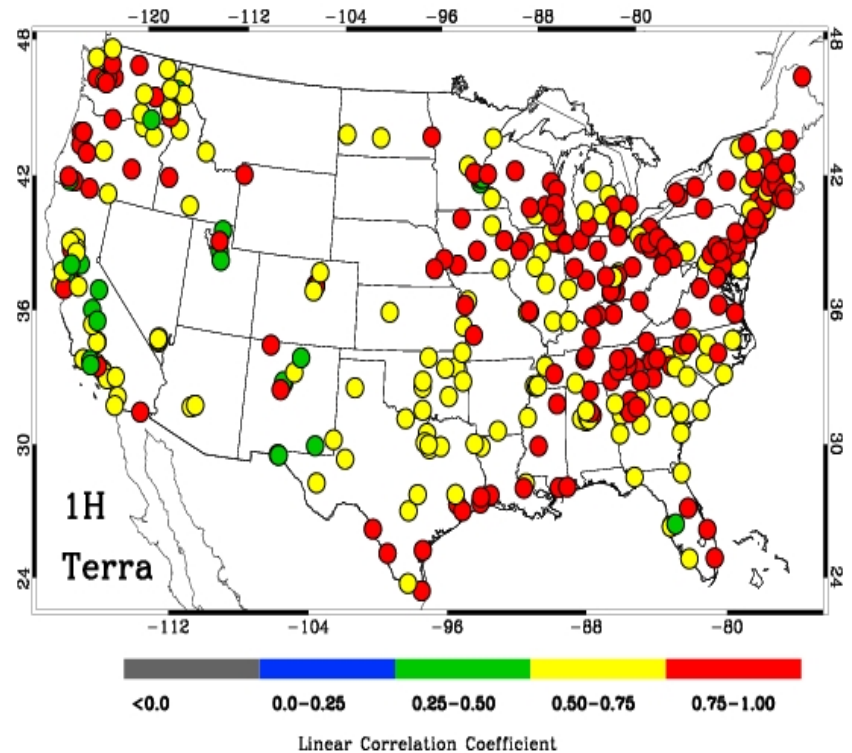 -120 -112 -104 -96 -88 -80
48 48
42 42
36 36
30 30
24 24
1H
Terra
-112 -104 -96 -88 -80
<0.0 0.0-0.25 0.25-0.50 0.50-0.75 0.75-1.00
Linear Correlation Coefficient